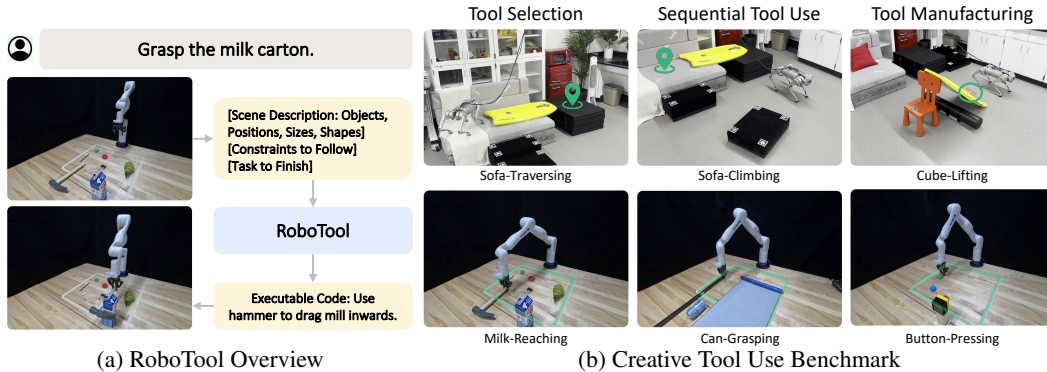 Grasp the milk carton.
[Scene Description: Objects,
Positions, Sizes, Shapes]
[Constraints to Follow]
[Task to Finish]
RoboTool
Executable Code: Use
hammer to drag mill inwards.
(a) RoboTool Overview
Tool Selection
Sequential Tool Use
Tool Manufacturing
Sofa-Traversing
Sofa-Climbing
Cube-Lifting
Milk-Reaching
Can-Grasping
Button-Pressing
(b) Creative Tool Use Benchmark